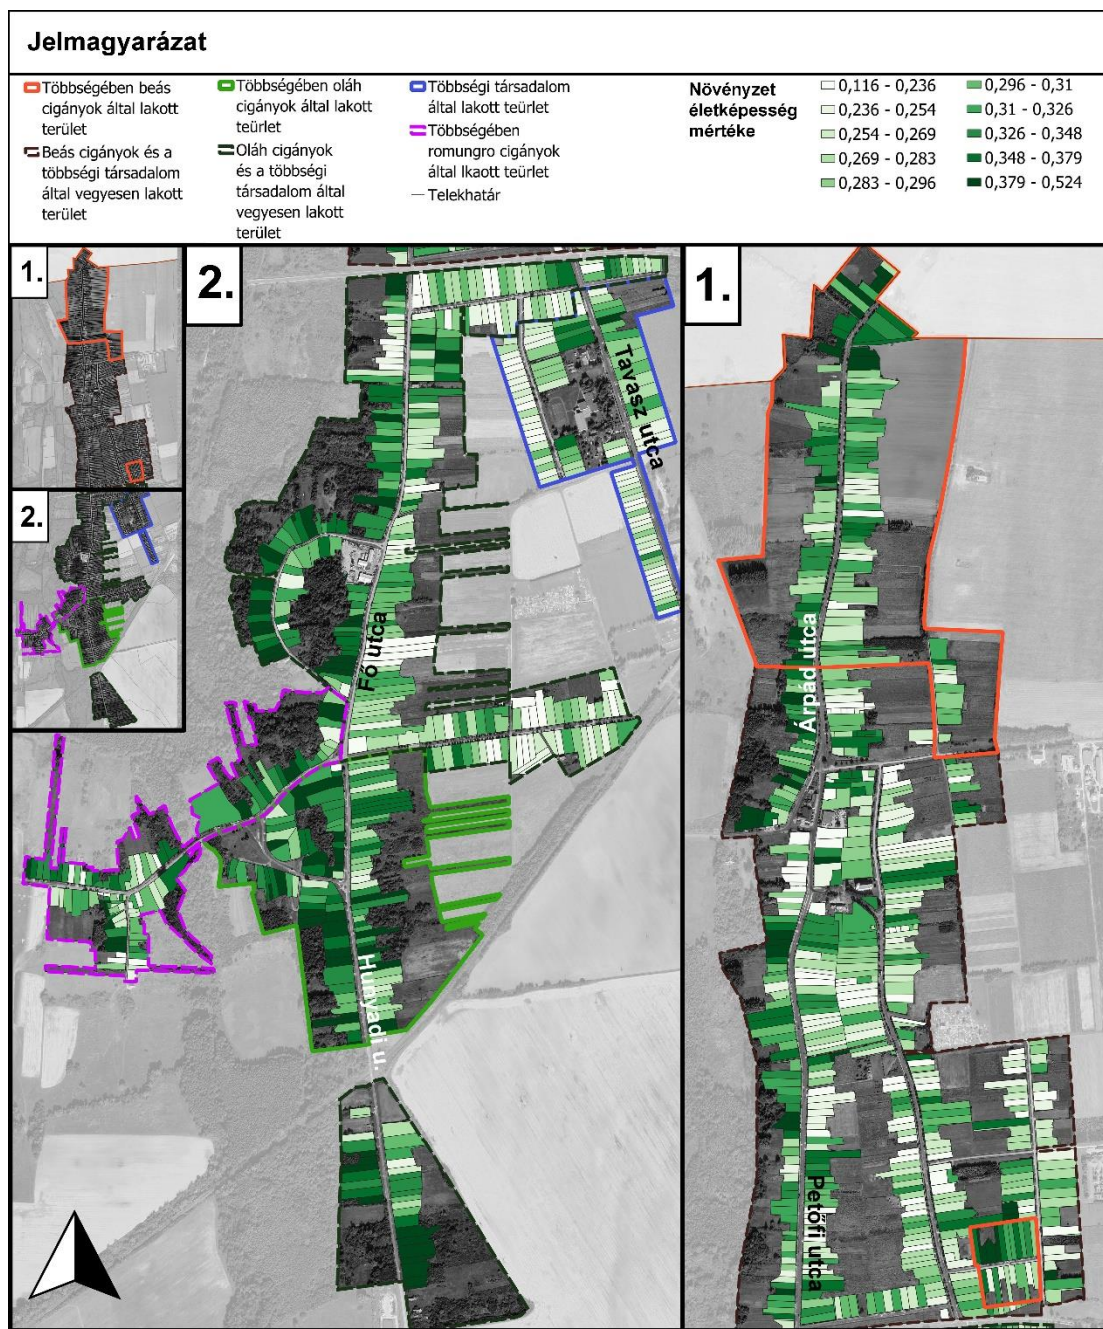 Jelmagyarázat
Többségében beás
cigányok által lakott
terület
Beás cigányok és a
többségi társadalom
által vegyesen lakott
terület
Többségében oláh
cigányok által lakott
teürlet
Oláh cigányok
és a többségi
társadalom által
vegyesen lakott
terület
Többségi társadalom
által lakott teürlet
Többségében
romungro cigányok
által lkaott teürlet
Telekhatár
Növényzet
életképesség
mértéke
0,116 - 0,236
0,236 - 0,254
0,254 - 0,269
0,269 - 0,283
0,283 - 0,296
0,296 - 0,31
0,31 - 0,326
0,326 - 0,348
0,348 - 0,379
0,379 - 0,524
1.
2.
2.
Tavasz utca
Fő utca
Hunyadi u.
1.
Árpád utca
Petőfi utca